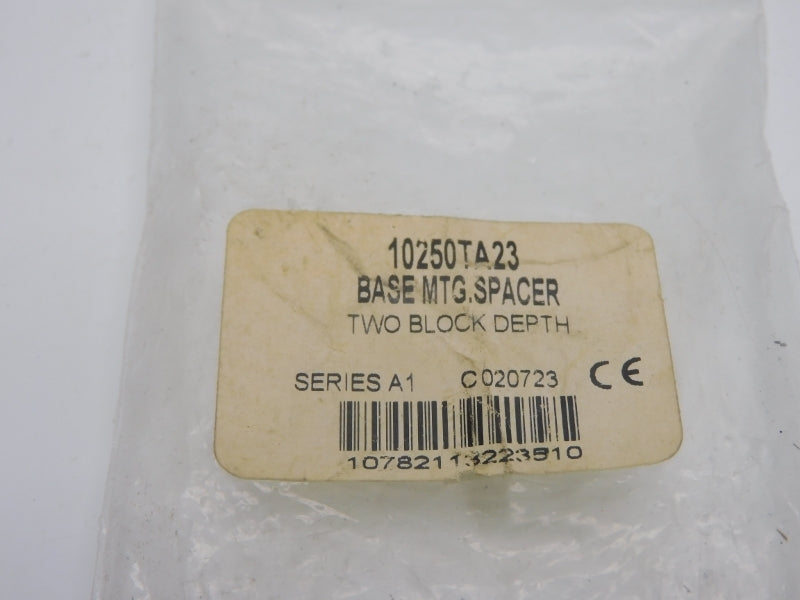 10250TA23
BASE MTG.SPACER
TWO BLOCK DEPTH
SERIES A1 C020723 CE
10782113223510